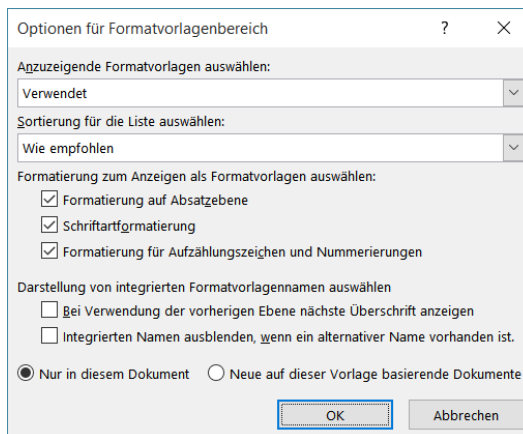 Optionen für Formatvorlagenbereich ?
Anzuzeigende Formatvorlagen auswählen:
Verwendet
Sortierung für die Liste auswählen:
Wie empfohlen
Formatierung zum Anzeigen als Formatvorlagen auswählen:
Formatierung auf Absatzebene
Schriftartformatierung
Formatierung für Aufzählungszeichen und Nummerierungen
Darstellung von integrierten Formatvorlagennamen auswählen
Bei Verwendung der vorherigen Ebene nächste Überschrift anzeigen
Integrierten Namen ausblenden, wenn ein alternativer Name vorhanden ist.
Nur in diesem Dokument Neue auf dieser Vorlage basierende Dokumente
OK Abbrechen